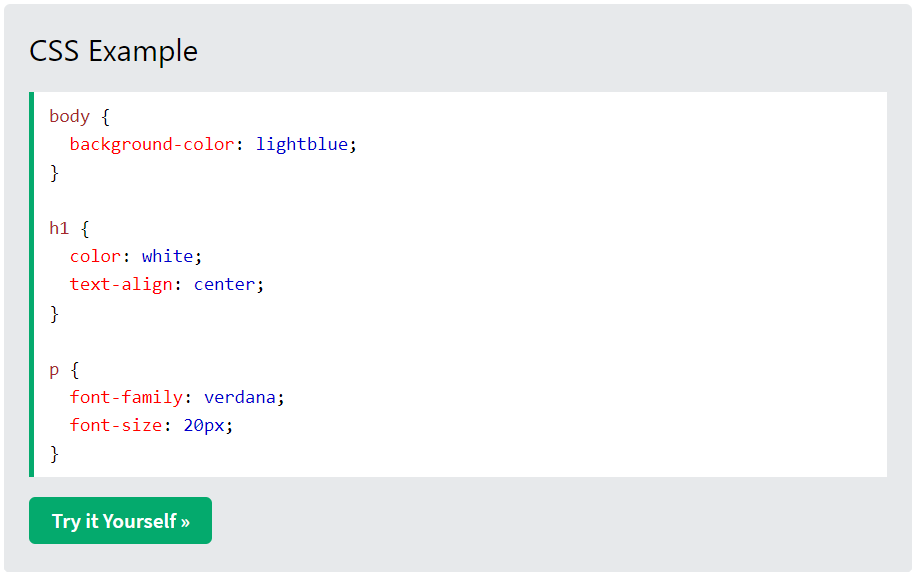 CSS Example
body {
  background-color: lightblue;
}

h1 {
  color: white;
  text-align: center;
}

p {
  font-family: verdana;
  font-size: 20px;
}
Try it Yourself »